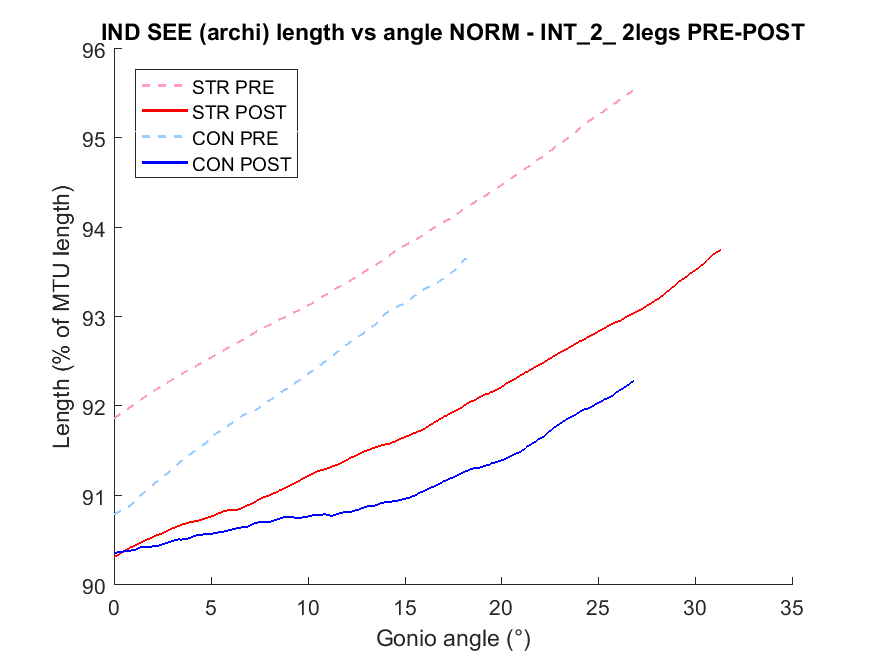 IND SEE (archi) length vs angle NORM - INT_2_ 2legs PRE-POST
96
95
94
93
92
91
90
Length (% of MTU length)
STR PRE
STR POST
CON PRE
CON POST
0 5 10 15 20 25 30 35
Gonio angle (°)